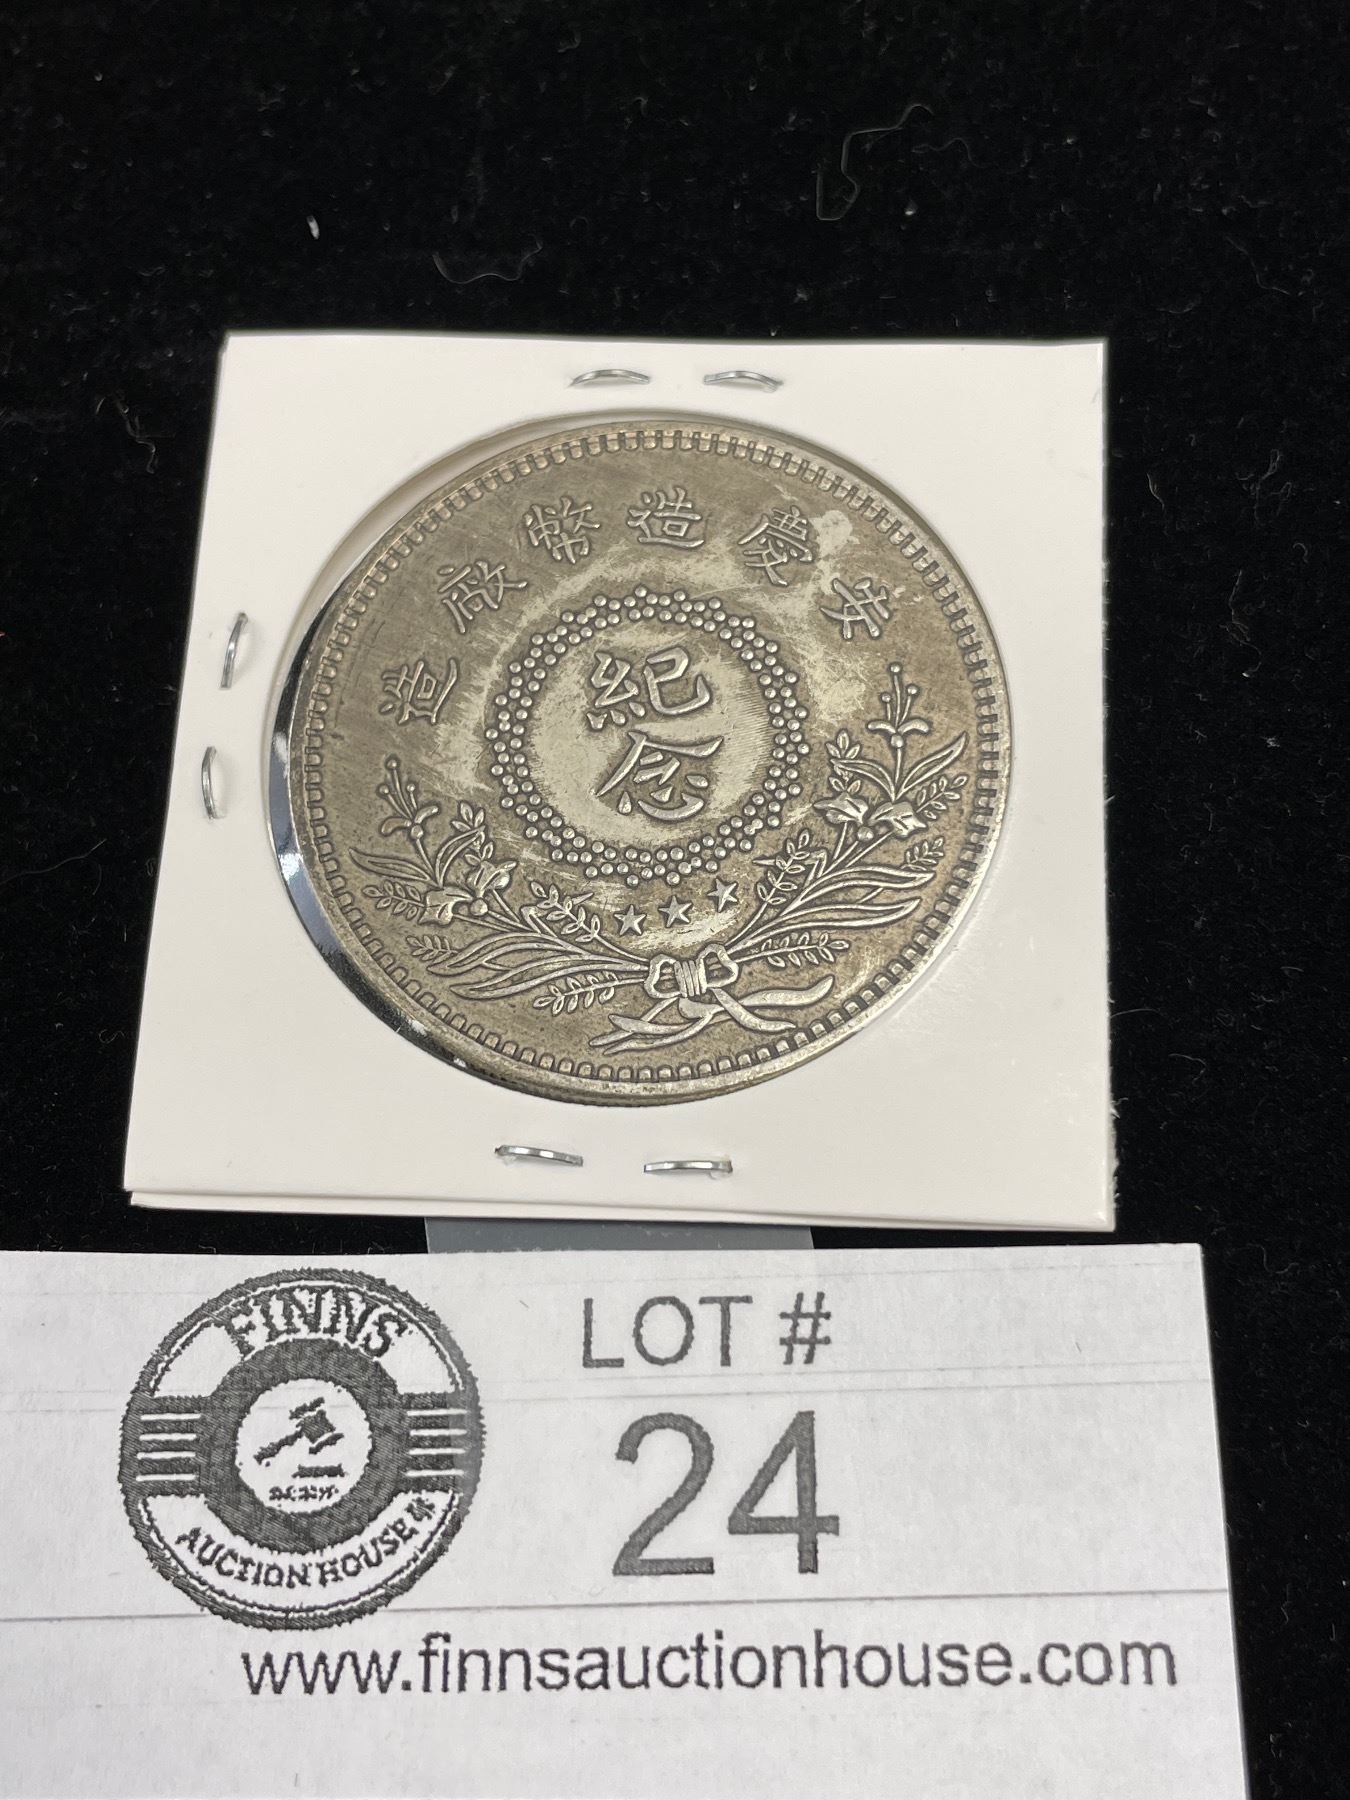 安慶造幣廠造
紀念
FINNS
AUCTION HOUSE
LOT #
24
www.finnsauctionhouse.com